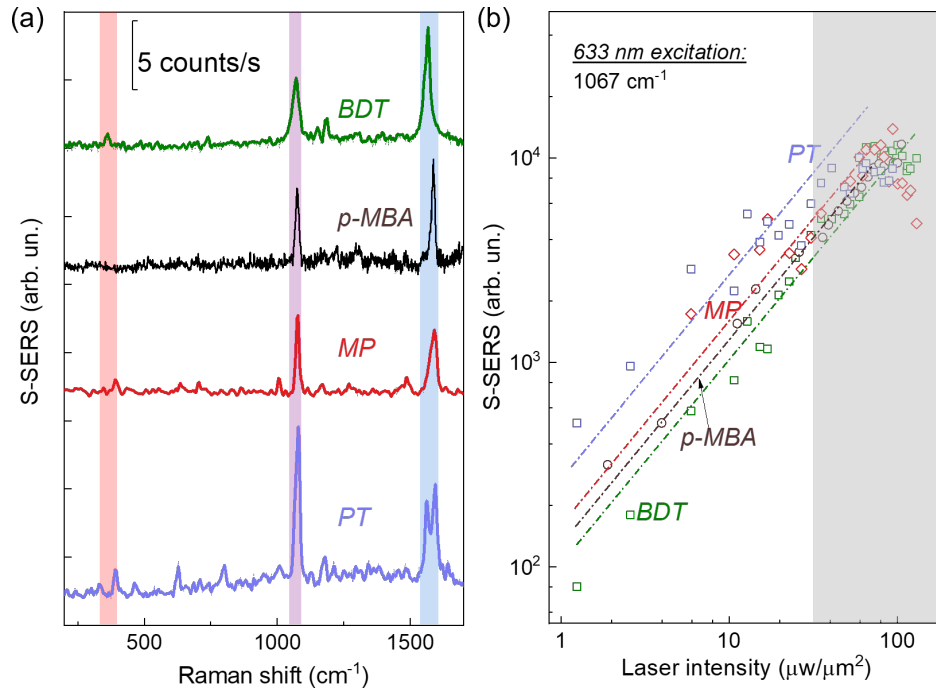 (a)
5 counts/s
BDT
p-MBA
MP
PT
S-SERS (arb. un.)
500
1000
1500
Raman shift (cm⁻¹)
(b)
633 nm excitation:
1067 cm⁻¹
PT
MP
p-MBA
BDT
S-SERS (arb. un.)
10⁴
10³
10²
1
10
100
Laser intensity (μw/μm²)